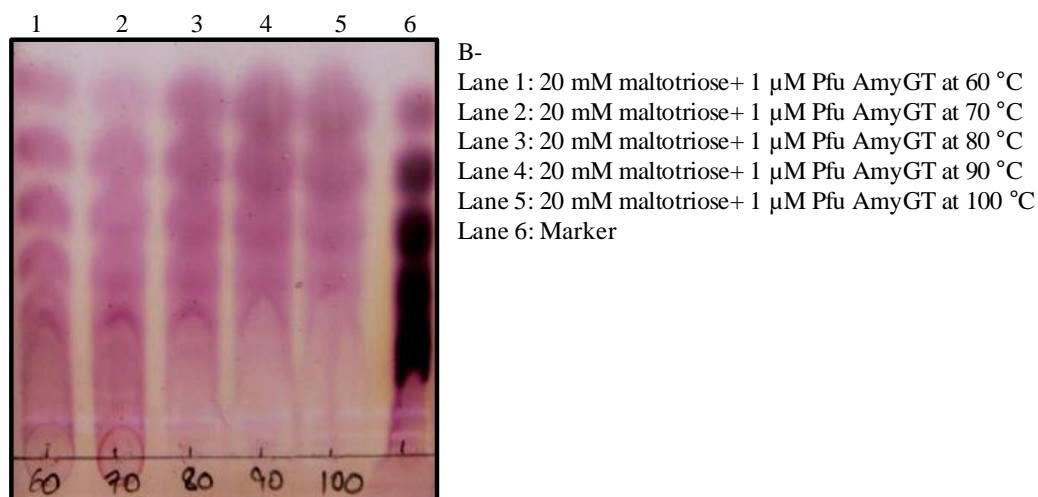 1 2 3 4 5 6
B-
Lane 1: 20 mM maltotriose+ 1 µM Pfu AmyGT at 60 °C
Lane 2: 20 mM maltotriose+ 1 µM Pfu AmyGT at 70 °C
Lane 3: 20 mM maltotriose+ 1 µM Pfu AmyGT at 80 °C
Lane 4: 20 mM maltotriose+ 1 µM Pfu AmyGT at 90 °C
Lane 5: 20 mM maltotriose+ 1 µM Pfu AmyGT at 100 °C
Lane 6: Marker
60 70 80 90 100